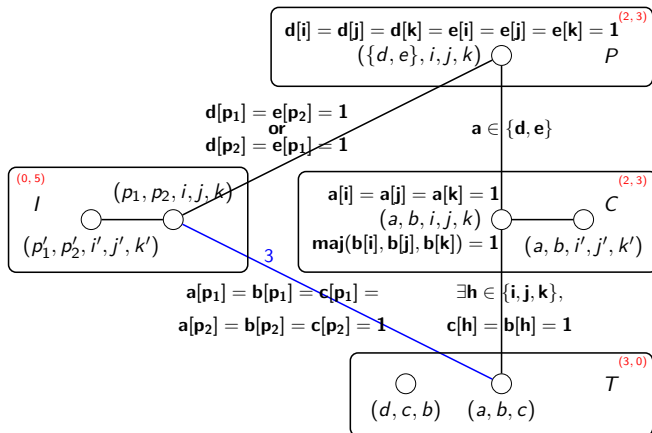 (2, 3)
d[i] = d[j] = d[k] = e[i] = e[j] = e[k] = 1
({d, e}, i, j, k)
P
d[p₁] = e[p₂] = 1
or
d[p₂] = e[p₁] = 1
a ∈ {d, e}
(0, 5)
I
(p₁, p₂, i, j, k)
(p′₁, p′₂, i′, j′, k′)
(2, 3)
a[i] = a[j] = a[k] = 1
C
(a, b, i, j, k)
maj(b[i], b[j], b[k]) = 1
(a, b, i′, j′, k′)
3
a[p₁] = b[p₁] = c[p₁] =
a[p₂] = b[p₂] = c[p₂] = 1
∃h ∈ {i, j, k},
c[h] = b[h] = 1
(3, 0)
T
(d, c, b)
(a, b, c)